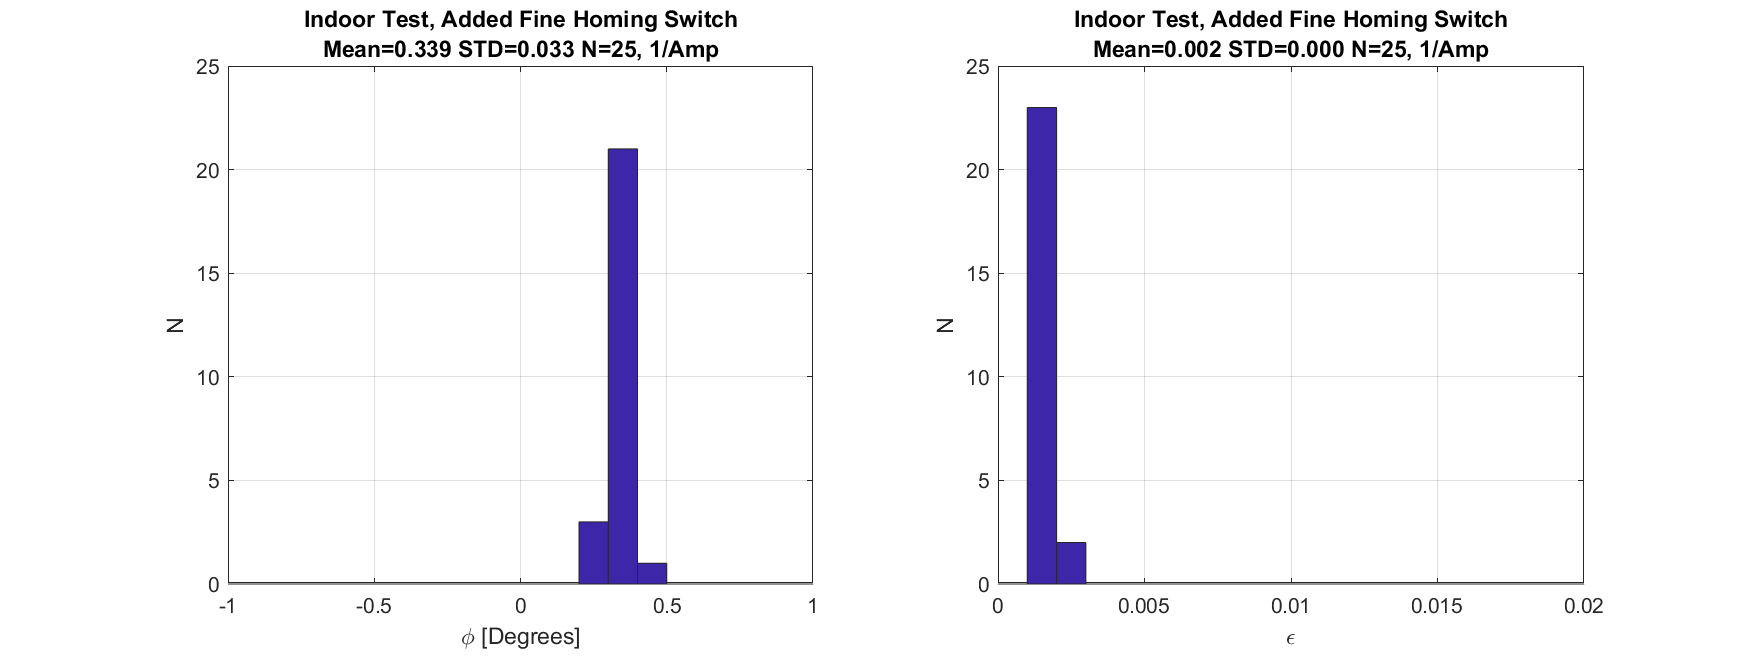 Indoor Test, Added Fine Homing Switch
Mean=0.339 STD=0.033 N=25, 1/Amp
25
20
15
10
5
0
N
-1 -0.5 0 0.5 1
ϕ [Degrees]
Indoor Test, Added Fine Homing Switch
Mean=0.002 STD=0.000 N=25, 1/Amp
25
20
15
10
5
0
N
0 0.005 0.01 0.015 0.02
ϵ